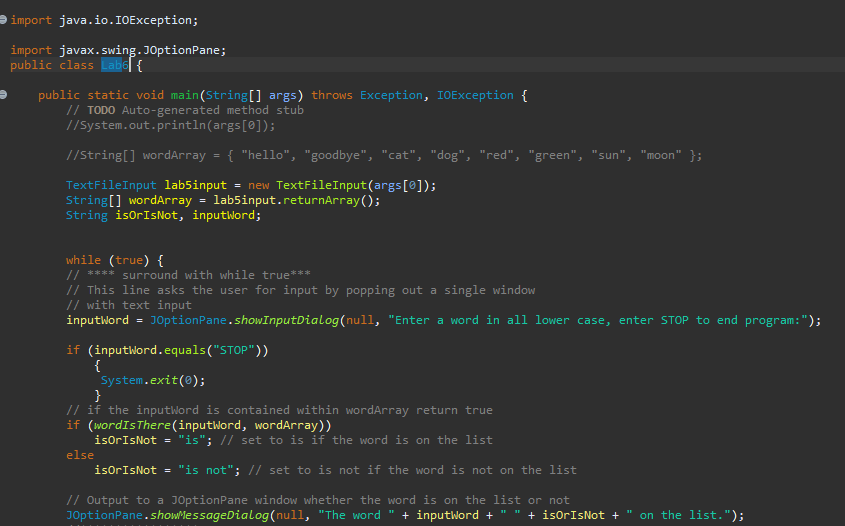 import java.io.IOException;
import javax.swing.JOptionPane;
public class Lab6 {
public static void main(String[] args) throws Exception, IOException {
// TODO Auto-generated method stub
//System.out.println(args[0]);
//String[] wordArray = { "hello", "goodbye", "cat", "dog", "red", "green", "sun", "moon" };
TextFileInput lab5input = new TextFileInput(args[0]);
String[] wordArray = lab5input.returnArray();
String isOrIsNot, inputWord;
while (true) {
// **** surround with while true***
// This line asks the user for input by popping out a single window
// with text input
inputWord = JOptionPane.showInputDialog(null, "Enter a word in all lower case, enter STOP to end program:");
if (inputWord.equals("STOP"))
{
System.exit(0);
}
// if the inputWord is contained within wordArray return true
if (wordIsThere(inputWord, wordArray))
isOrIsNot = "is"; // set to is if the word is on the list
else
isOrIsNot = "is not"; // set to is not if the word is not on the list
// Output to a JOptionPane window whether the word is on the list or not
JOptionPane.showMessageDialog(null, "The word " + inputWord + " " + isOrIsNot + " on the list.");